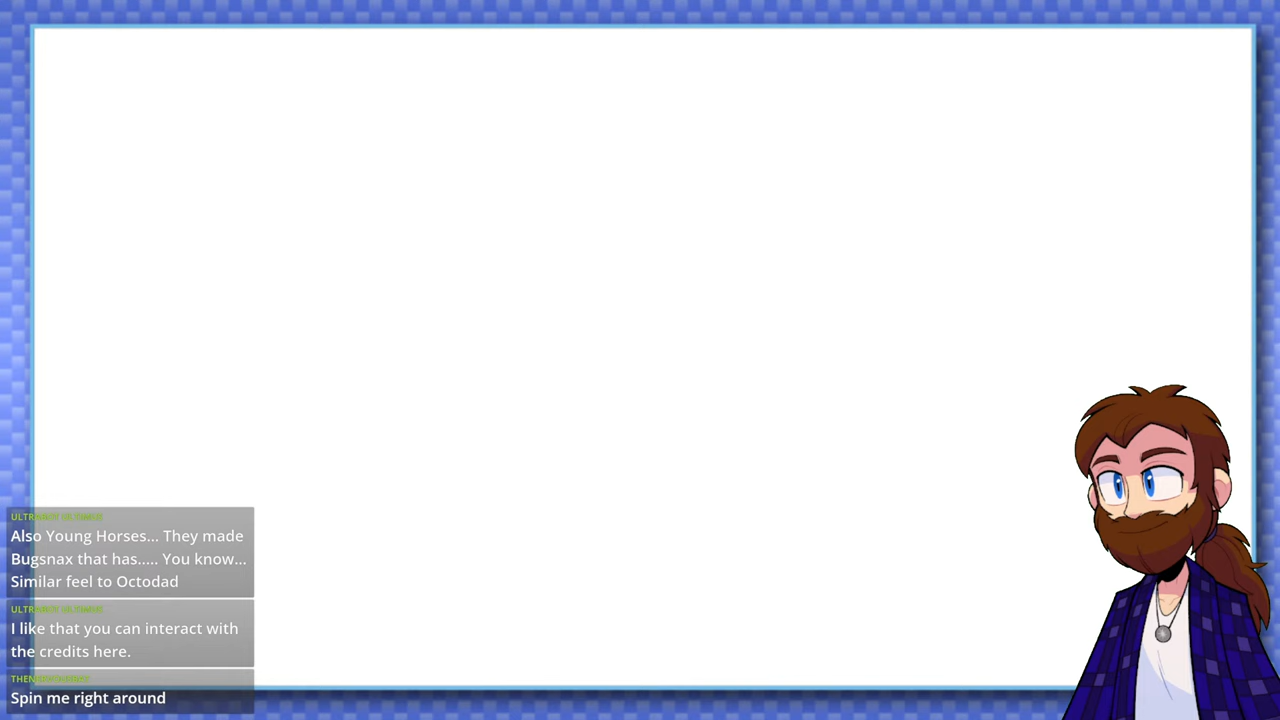 Also Young Horses... They made
Bugsnax that has..... You know...
Similar feel to Octodad
I like that you can interact with
the credits here.
Spin me right around